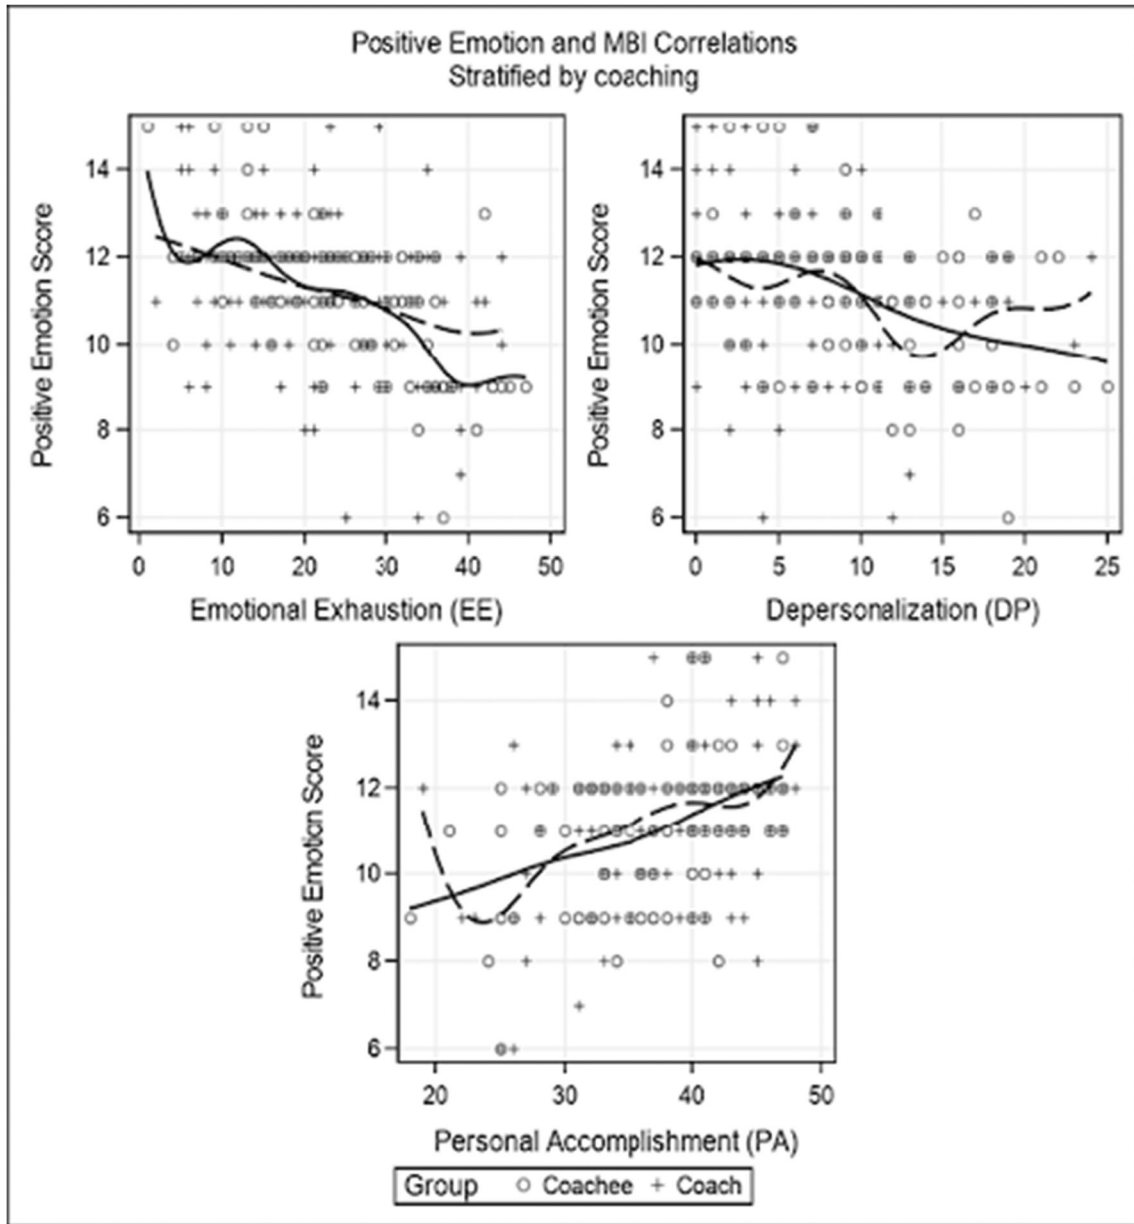 Positive Emotion and MBI Correlations
Stratified by coaching
Positive Emotion Score
14
12
10
8
6
0 10 20 30 40 50
Emotional Exhaustion (EE)
Positive Emotion Score
14
12
10
8
6
0 5 10 15 20 25
Depersonalization (DP)
Positive Emotion Score
14
12
10
8
6
20 30 40 50
Personal Accomplishment (PA)
Group Coachee Coach